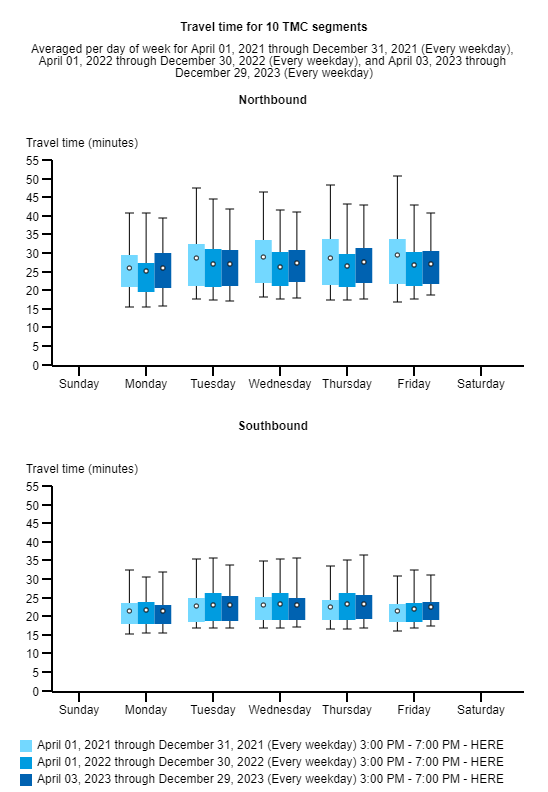 Travel time for 10 TMC segments
Averaged per day of week for April 01, 2021 through December 31, 2021 (Every weekday),
April 01, 2022 through December 30, 2022 (Every weekday), and April 03, 2023 through
December 29, 2023 (Every weekday)
Northbound
Travel time (minutes)
55
50
45
40
35
30
25
20
15
10
5
0
Sunday Monday Tuesday Wednesday Thursday Friday Saturday
Southbound
Travel time (minutes)
55
50
45
40
35
30
25
20
15
10
5
0
Sunday Monday Tuesday Wednesday Thursday Friday Saturday
April 01, 2021 through December 31, 2021 (Every weekday) 3:00 PM - 7:00 PM - HERE
April 01, 2022 through December 30, 2022 (Every weekday) 3:00 PM - 7:00 PM - HERE
April 03, 2023 through December 29, 2023 (Every weekday) 3:00 PM - 7:00 PM - HERE